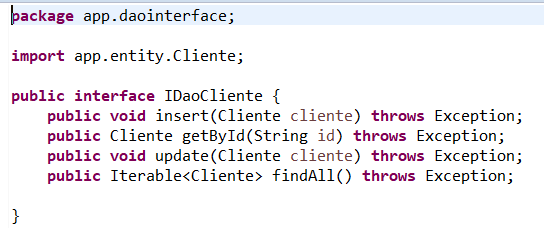 package app.daointerface;
import app.entity.Cliente;
public interface IDaoCliente {
public void insert(Cliente cliente) throws Exception;
public Cliente getById(String id) throws Exception;
public void update(Cliente cliente) throws Exception;
public Iterable<Cliente> findAll() throws Exception;
}